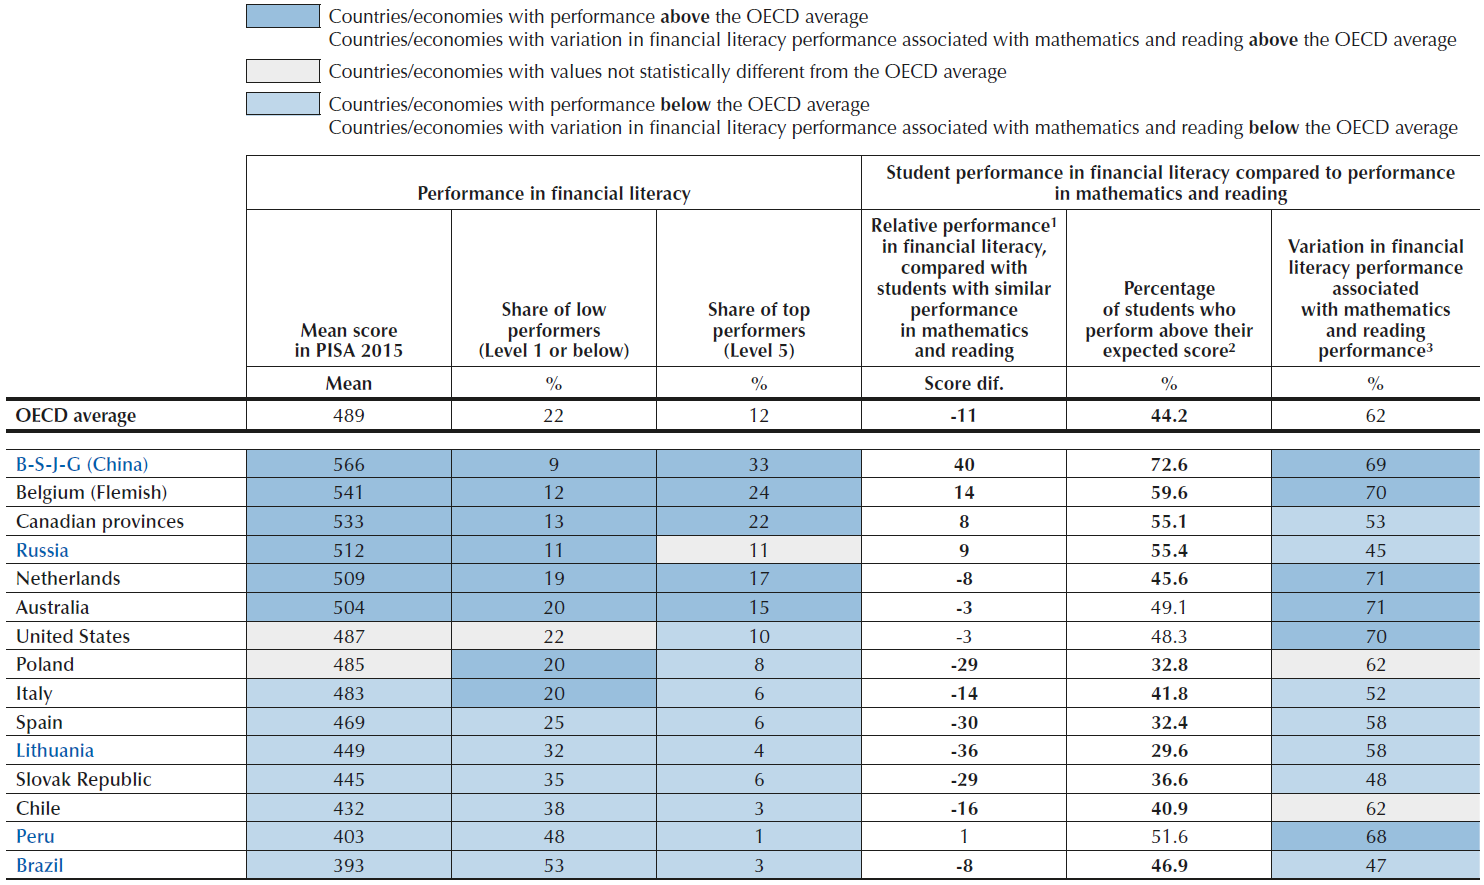 Countries/economies with performance above the OECD average
Countries/economies with variation in financial literacy performance associated with mathematics and reading above the OECD average
Countries/economies with values not statistically different from the OECD average
Countries/economies with performance below the OECD average
Countries/economies with variation in financial literacy performance associated with mathematics and reading below the OECD average
Performance in financial literacy
Student performance in financial literacy compared to performance
in mathematics and reading
Mean score
in PISA 2015
Share of low
performers
(Level 1 or below)
Share of top
performers
(Level 5)
Relative performance¹
in financial literacy,
compared with
students with similar
performance
in mathematics
and reading
Percentage
of students who
perform above their
expected score²
Variation in financial
literacy performance
associated
with mathematics
and reading
performance³
Mean % % Score dif. % %
OECD average 489 22 12 -11 44.2 62
B-S-J-G (China) 566 9 33 40 72.6 69
Belgium (Flemish) 541 12 24 14 59.6 70
Canadian provinces 533 13 22 8 55.1 53
Russia 512 11 11 9 55.4 45
Netherlands 509 19 17 -8 45.6 71
Australia 504 20 15 -3 49.1 71
United States 487 22 10 -3 48.3 70
Poland 485 20 8 -29 32.8 62
Italy 483 20 6 -14 41.8 52
Spain 469 25 6 -30 32.4 58
Lithuania 449 32 4 -36 29.6 58
Slovak Republic 445 35 6 -29 36.6 48
Chile 432 38 3 -16 40.9 62
Peru 403 48 1 1 51.6 68
Brazil 393 53 3 -8 46.9 47